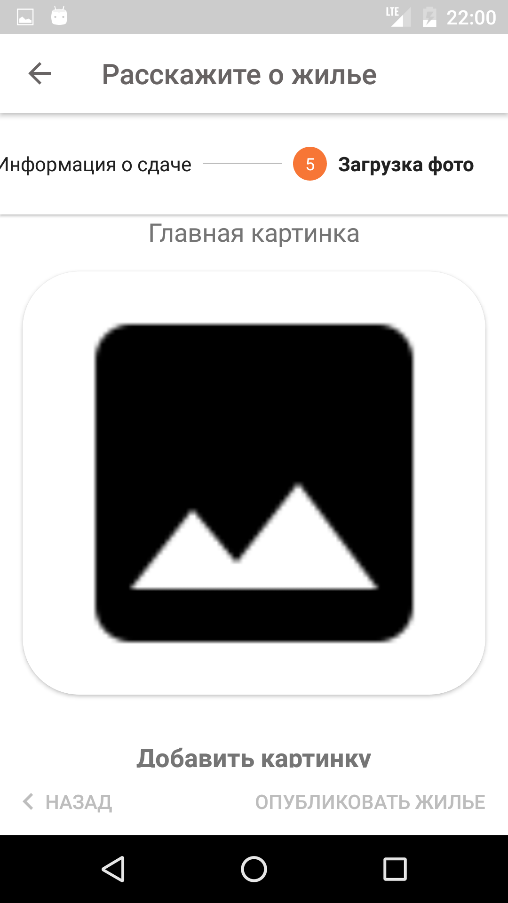 LTE 22:00
Расскажите о жилье
Информация о сдаче 5 Загрузка фото
Главная картинка
Добавить картинку
НАЗАД ОПУБЛИКОВАТЬ ЖИЛЬЕ